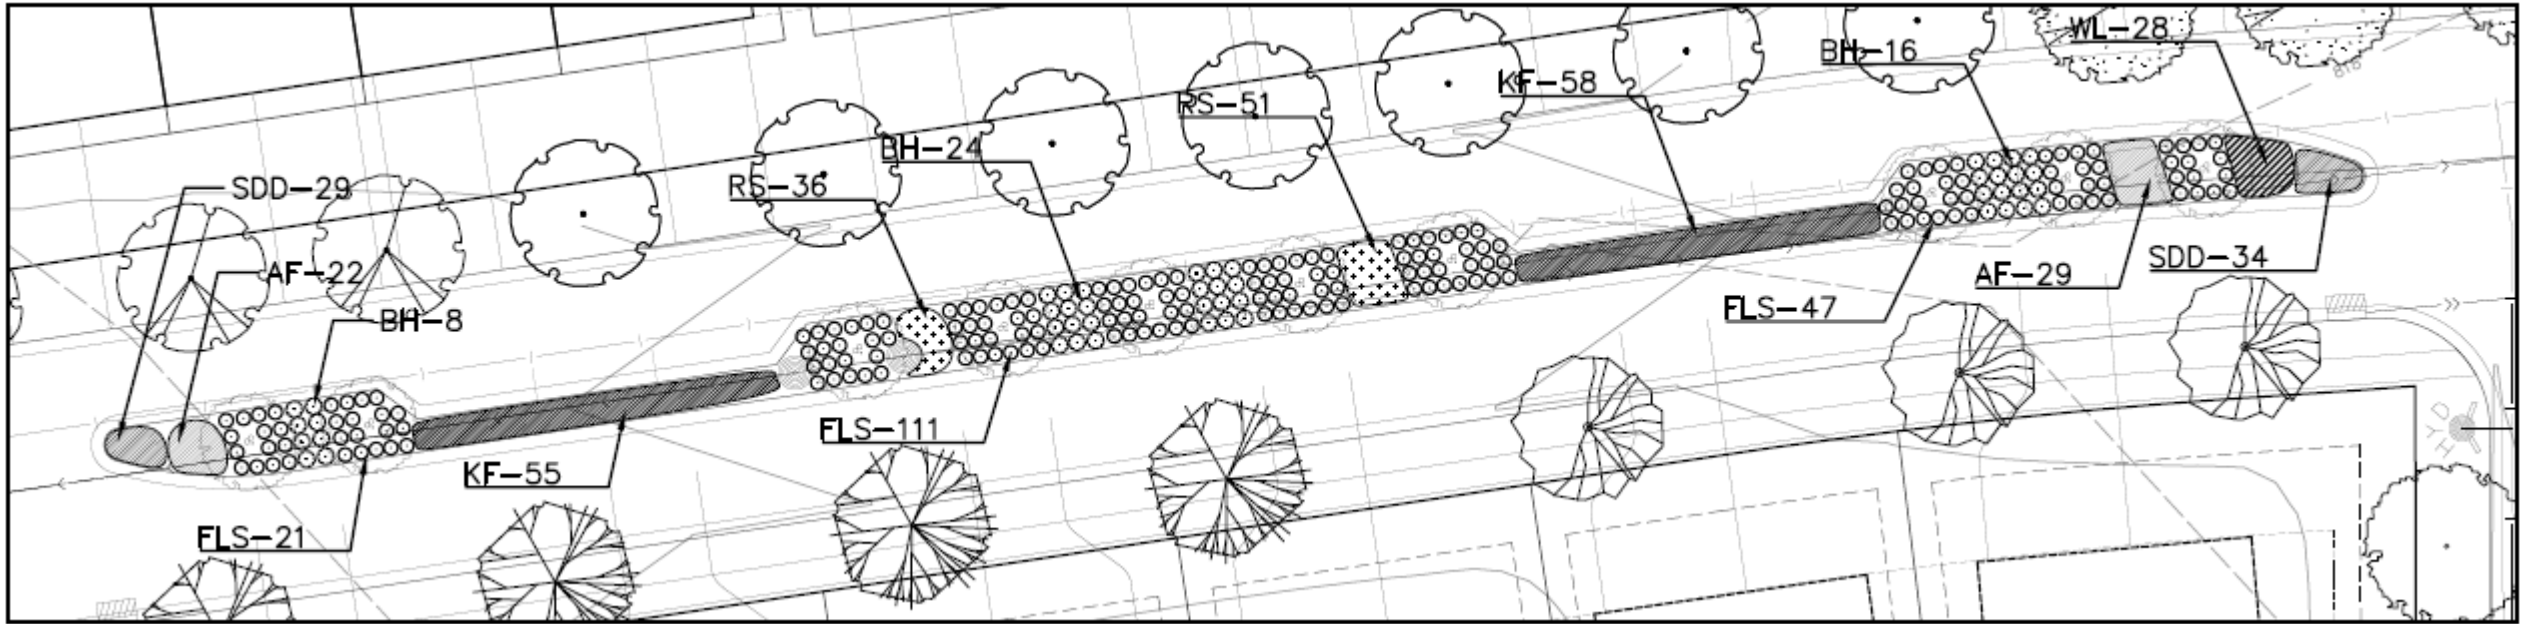 WL-28
BH-16
KF-58
RS-51
BH-24
RS-36
SDD-29
AF-22
BH-8
SDD-34
AF-29
FLS-47
FLS-111
KF-55
FLS-21
HYD